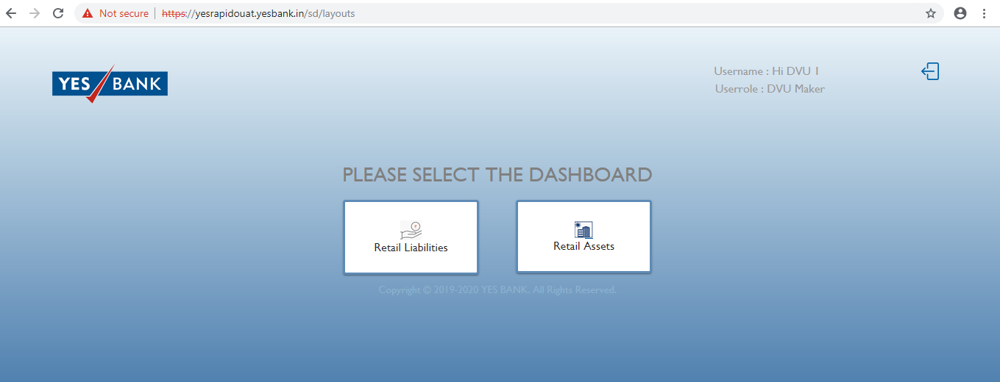 Not secure | https://yesrapidouat.yesbank.in/sd/layouts
YES BANK
Username : Hi DVU 1
Userrole : DVU Maker
PLEASE SELECT THE DASHBOARD
Retail Liabilities
Retail Assets
Copyright © 2019-2020 YES BANK. All Rights Reserved.